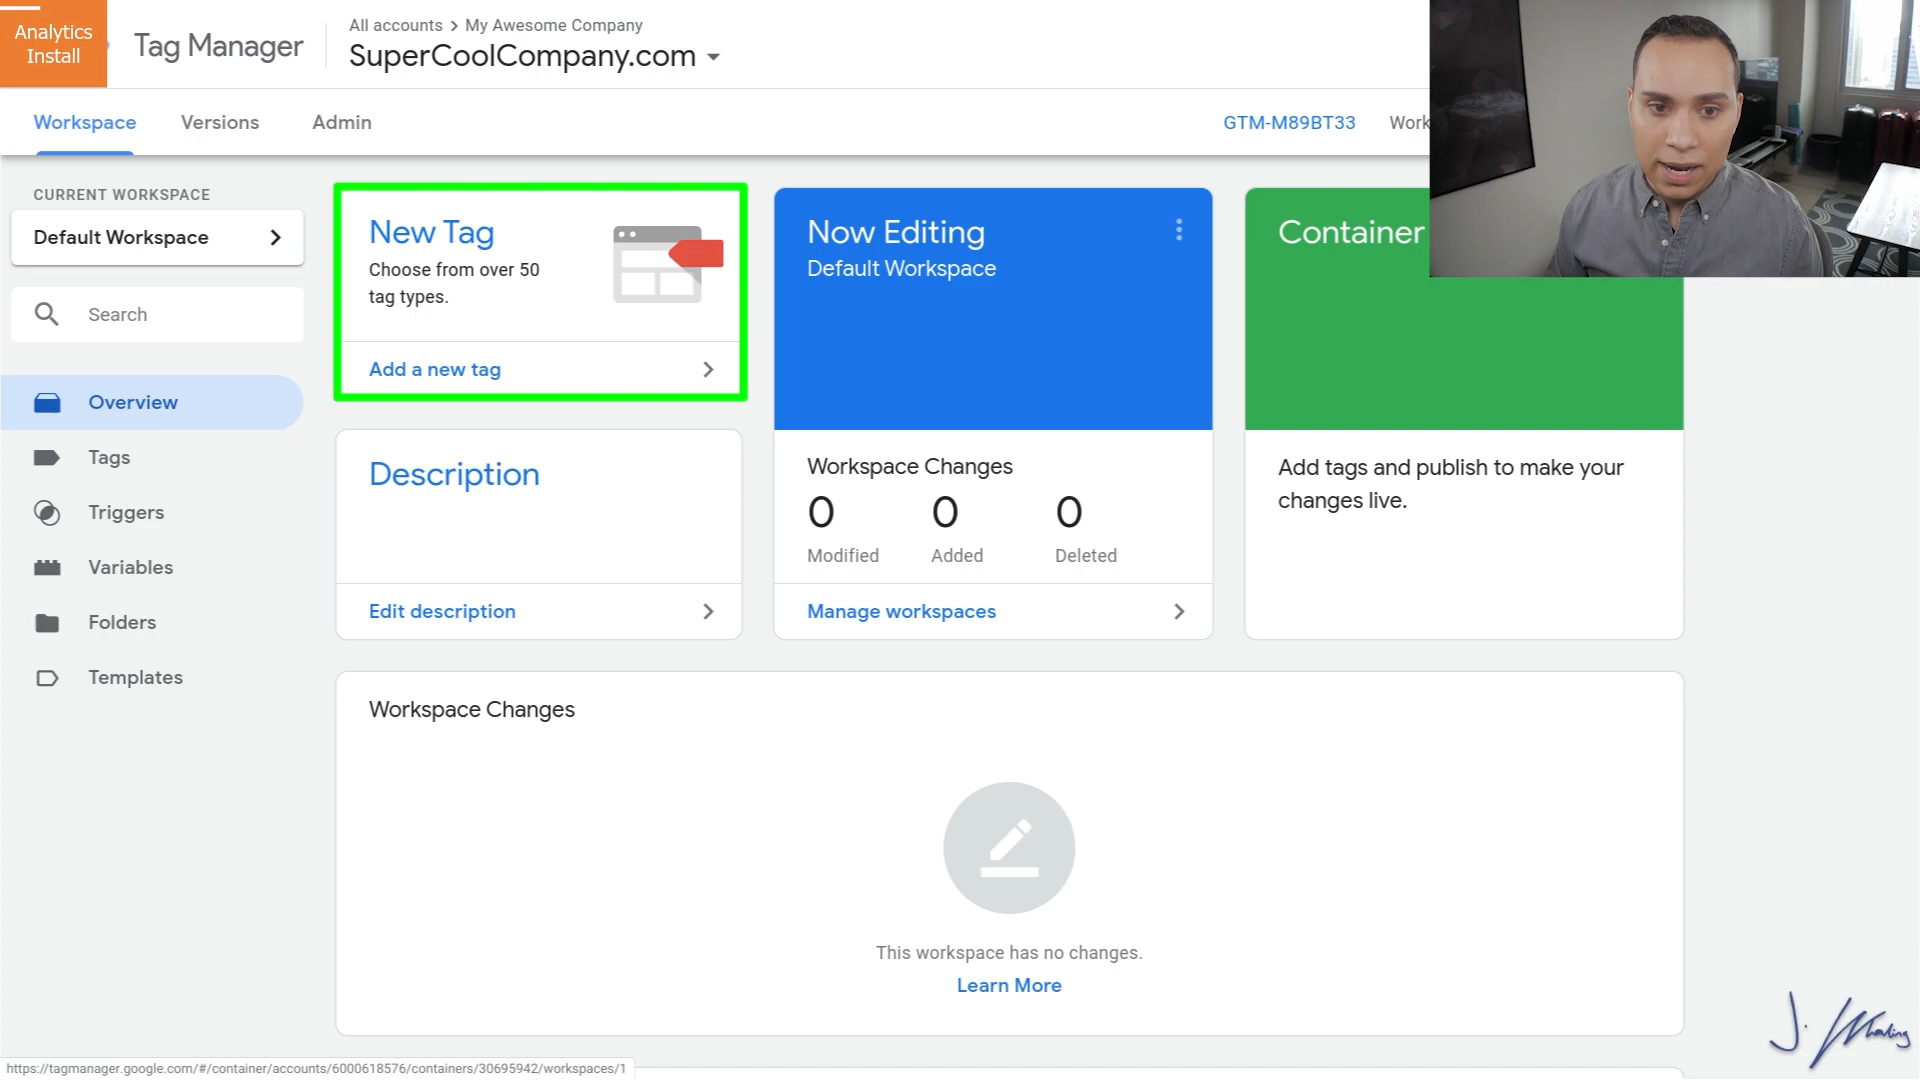 Analytics
Install
Tag Manager
All accounts > My Awesome Company
SuperCoolCompany.com
Workspace
Versions
Admin
GTM-M89BT33
Work
CURRENT WORKSPACE
Default Workspace
Search
Overview
Tags
Triggers
Variables
Folders
Templates
New Tag
Choose from over 50
tag types.
Add a new tag
Description
Edit description
Now Editing
Default Workspace
Workspace Changes
0 0 0
Modified Added Deleted
Manage workspaces
Container
Add tags and publish to make your
changes live.
Workspace Changes
This workspace has no changes.
Learn More
https://tagmanager.google.com/#/container/accounts/6000618576/containers/30695942/workspaces/1